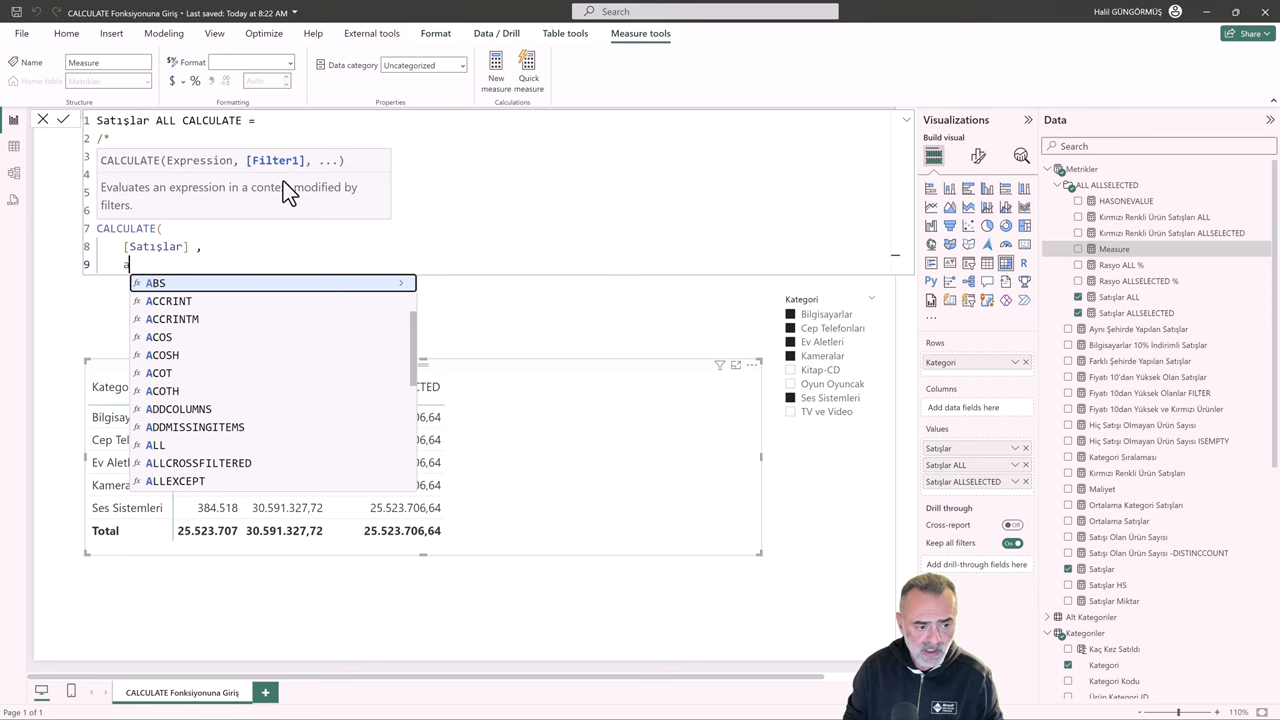 CALCULATE Fonksiyonuna Giriş • Last saved: Today at 8:22 AM
Search
Halil GÜNGÖRMÜŞ
File
Home
Insert
Modeling
View
Optimize
Help
External tools
Format
Data / Drill
Table tools
Measure tools
Share
Name
Measure
Home table
Metrikler
Structure
Format
$
%
Auto
Formatting
Data category
Uncategorized
Properties
New measure
Quick measure
Calculations
1 Satışlar ALL CALCULATE =
2 /*
3
4
5
6
CALCULATE(Expression, [Filter1], ...)
Evaluates an expression in a context modified by
filters.
7 CALCULATE(
8 [Satışlar] ,
9 a
ABS
ACCRINT
ACCRINTM
ACOS
ACOSH
ACOT
ACOTH
ADDCOLUMNS
ADDMISSINGITEMS
ALL
ALLCROSSFILTERED
ALLEXCEPT
Ses Sistemleri 384.518 30.591.327,72 25.523.706,64
Total 25.523.707 30.591.327,72 25.523.706,64
Kategori
Bilgisayarlar
Cep Telefonları
Ev Aletleri
Kameralar
Kitap-CD
Oyun Oyuncak
Ses Sistemleri
TV ve Video
Visualizations
Build visual
Rows
Kategori
Columns
Add data fields here
Values
Satışlar
Satışlar ALL
Satışlar ALLSELECTED
Drill through
Cross-report
Off
Keep all filters
On
Add drill-through fields here
Data
Search
Metrikler
ALL ALLSELECTED
HASONEVALUE
Kırmızı Renkli Ürün Satışları ALL
Kırmızı Renkli Ürün Satışları ALLSELECTED
Measure
Rasyo ALL %
Rasyo ALLSELECTED %
Satışlar ALL
Satışlar ALLSELECTED
Aynı Şehirde Yapılan Satışlar
Bilgisayarlar 10% İndirimli Satışlar
Farklı Şehirde Yapılan Satışlar
Fiyatı 10'dan Yüksek Olan Satışlar
Fiyatı 10dan Yüksek Olanlar FILTER
Fiyatı 10dan Yüksek ve Kırmızı Ürünler
Hiç Satışı Olmayan Ürün Sayısı
Hiç Satışı Olmayan Ürün Sayısı ISEMPTY
Kategori Sıralaması
Kırmızı Renkli Ürün Satışları
Maliyet
Ortalama Kategori Satışları
Ortalama Satışlar
Satışı Olan Ürün Sayısı
Satışı Olan Ürün Sayısı -DISTINCCOUNT
Satışlar
Satışlar HS
Satışlar Miktar
Alt Kategoriler
Kategoriler
Kaç Kez Satıldı
Kategori
Kategori Kodu
Ürün Kategori ID
CALCULATE Fonksiyonuna Giriş
Page 1 of 1
110%